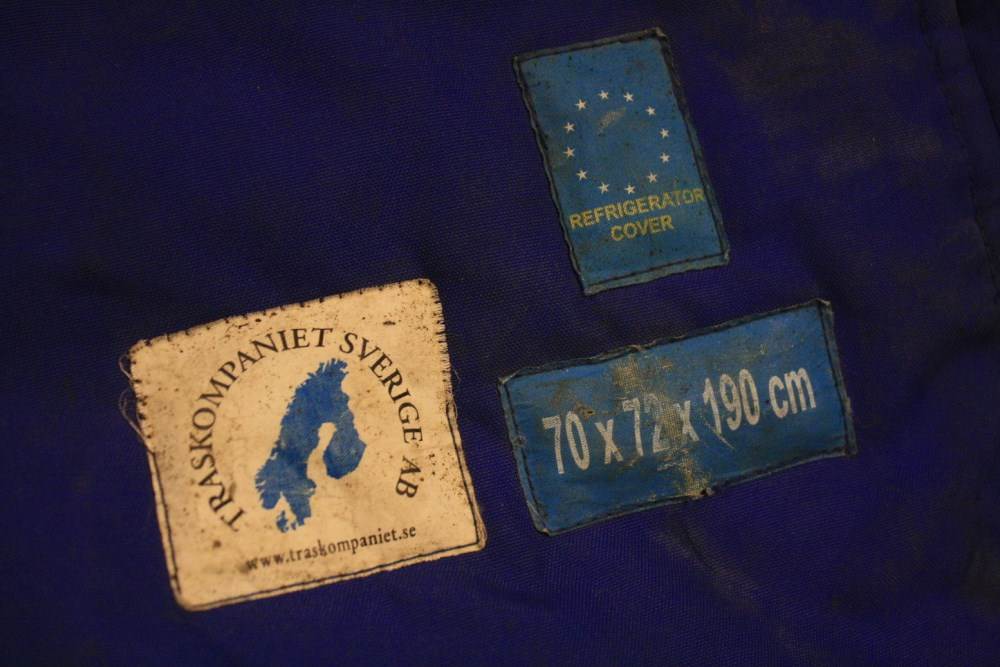 REFRIGERATOR
COVER
70 x 72 x 190 cm
TRASKOMPANIET SVERIGE AB
www.traskompaniet.se